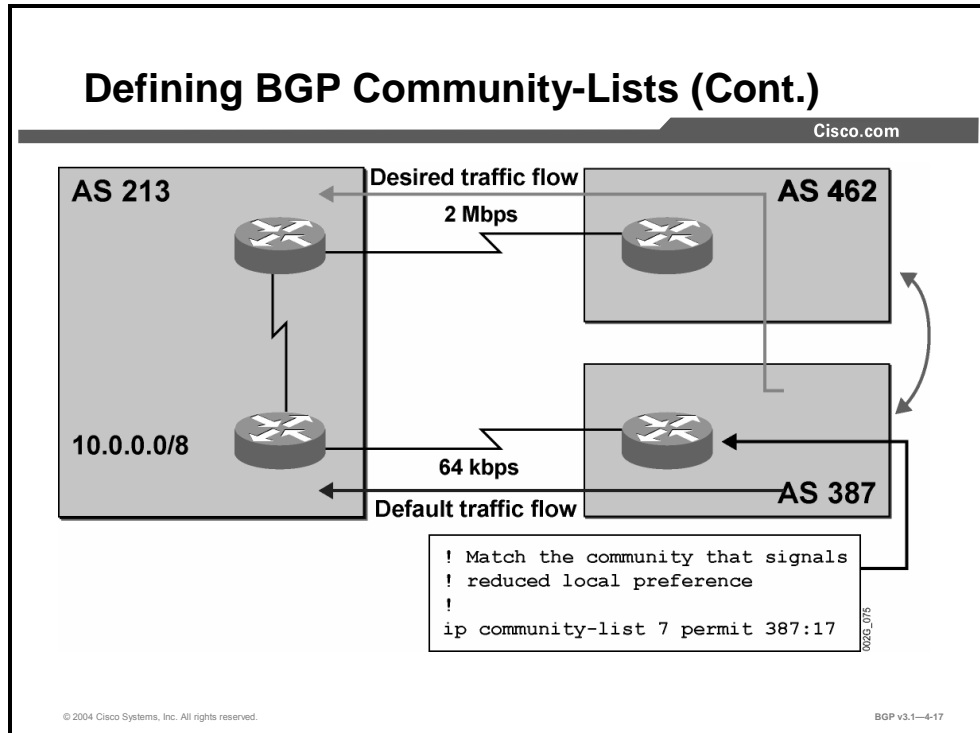 Defining BGP Community-Lists (Cont.)
Cisco.com
AS 213
Desired traffic flow
2 Mbps
AS 462
10.0.0.0/8
64 kbps
Default traffic flow
AS 387
! Match the community that signals
! reduced local preference
!
ip community-list 7 permit 387:17
002G_075
© 2004 Cisco Systems, Inc. All rights reserved.
BGP v3.1—4-17